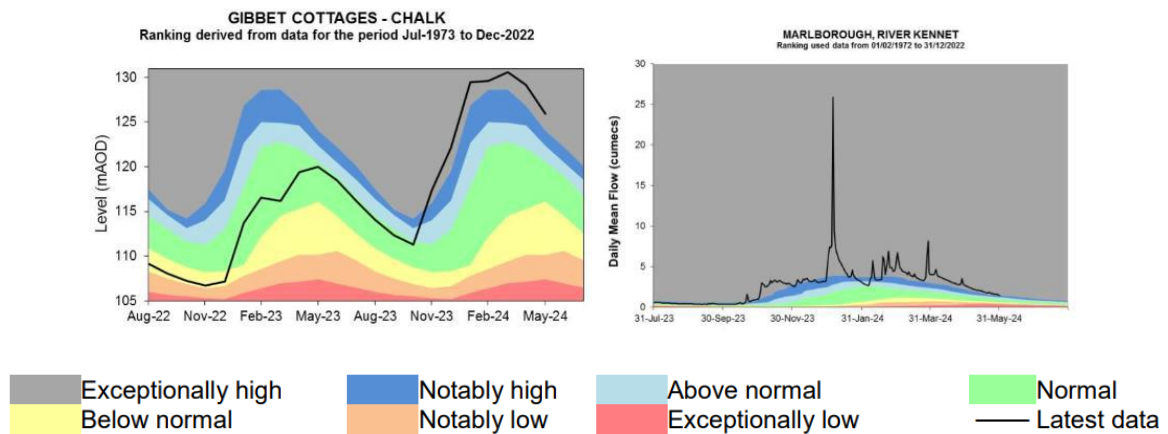 GIBBET COTTAGES - CHALK
Ranking derived from data for the period Jul-1973 to Dec-2022
Level (mAOD)
130
125
120
115
110
105
Aug-22 Nov-22 Feb-23 May-23 Aug-23 Nov-23 Feb-24 May-24
MARLBOROUGH, RIVER KENNET
Ranking used data from 01/02/1972 to 31/12/2022
Daily Mean Flow (cumecs)
30
25
20
15
10
5
0
31-Jul-23 30-Sep-23 30-Nov-23 31-Jan-24 31-Mar-24 31-May-24
Exceptionally high Notably high Above normal Normal
Below normal Notably low Exceptionally low Latest data